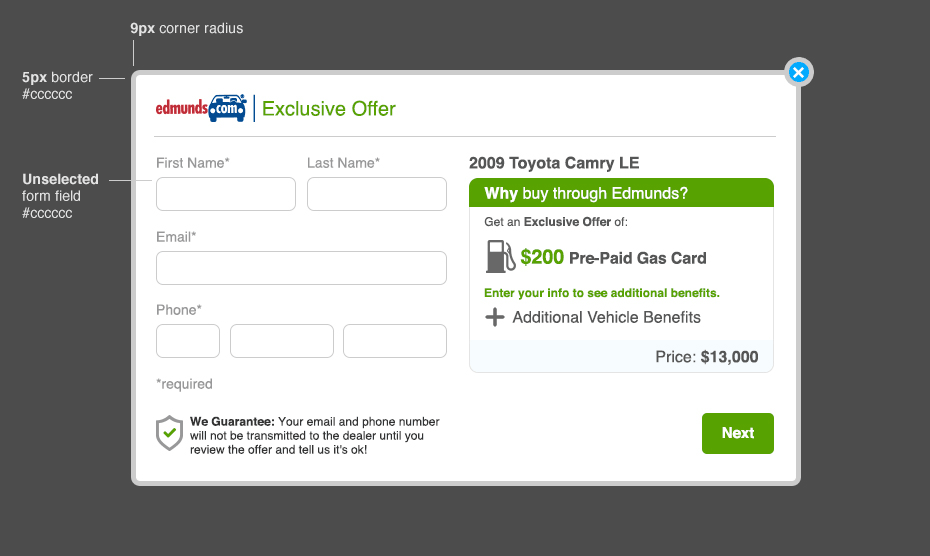 9px corner radius
5px border
#cccccc
edmunds.com Exclusive Offer
First Name*
Last Name*
Unselected
form field
#cccccc
Email*
Phone*
*required
We Guarantee: Your email and phone number
will not be transmitted to the dealer until you
review the offer and tell us it's ok!
2009 Toyota Camry LE
Why buy through Edmunds?
Get an Exclusive Offer of:
$200 Pre-Paid Gas Card
Enter your info to see additional benefits.
Additional Vehicle Benefits
Price: $13,000
Next